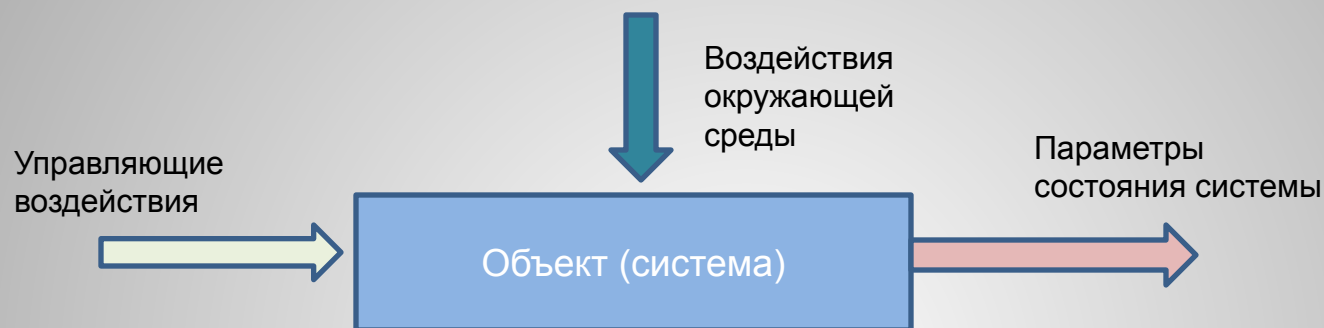 Воздействия
окружающей
среды
Управляющие
воздействия
Параметры
состояния системы
Объект (система)